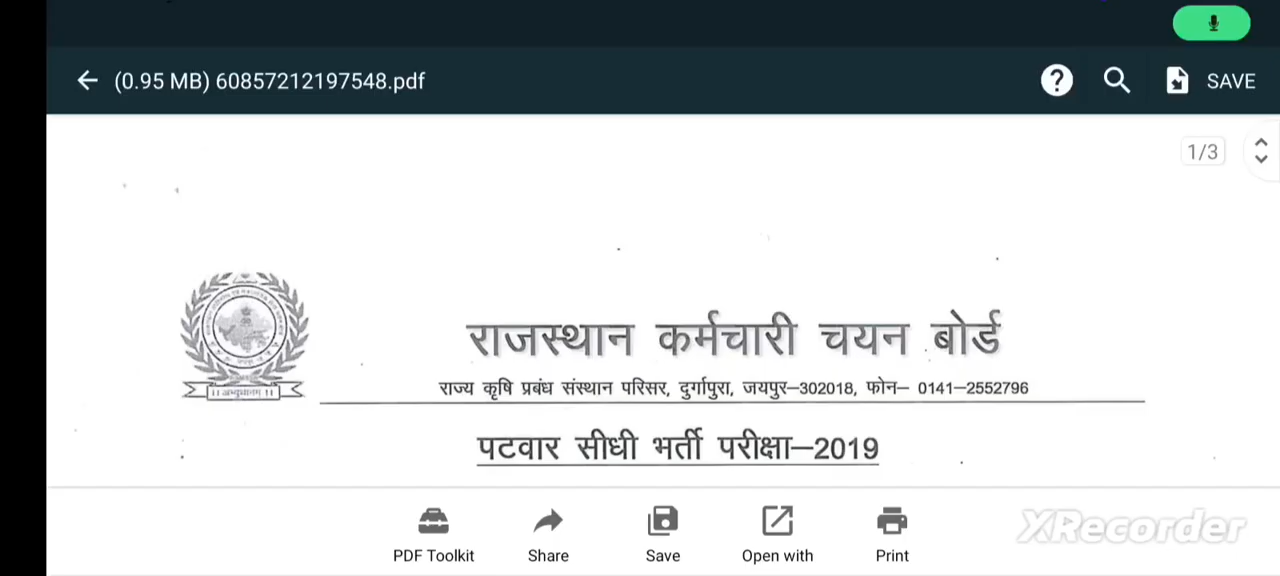 (0.95 MB) 60857212197548.pdf
SAVE
1/3
राजस्थान कर्मचारी चयन बोर्ड
राज्य कृषि प्रबंध संस्थान परिसर, दुर्गापुरा, जयपुर–302018, फोन– 0141–2552796
पटवार सीधी भर्ती परीक्षा–2019
PDF Toolkit
Share
Save
Open with
Print
XRecorder